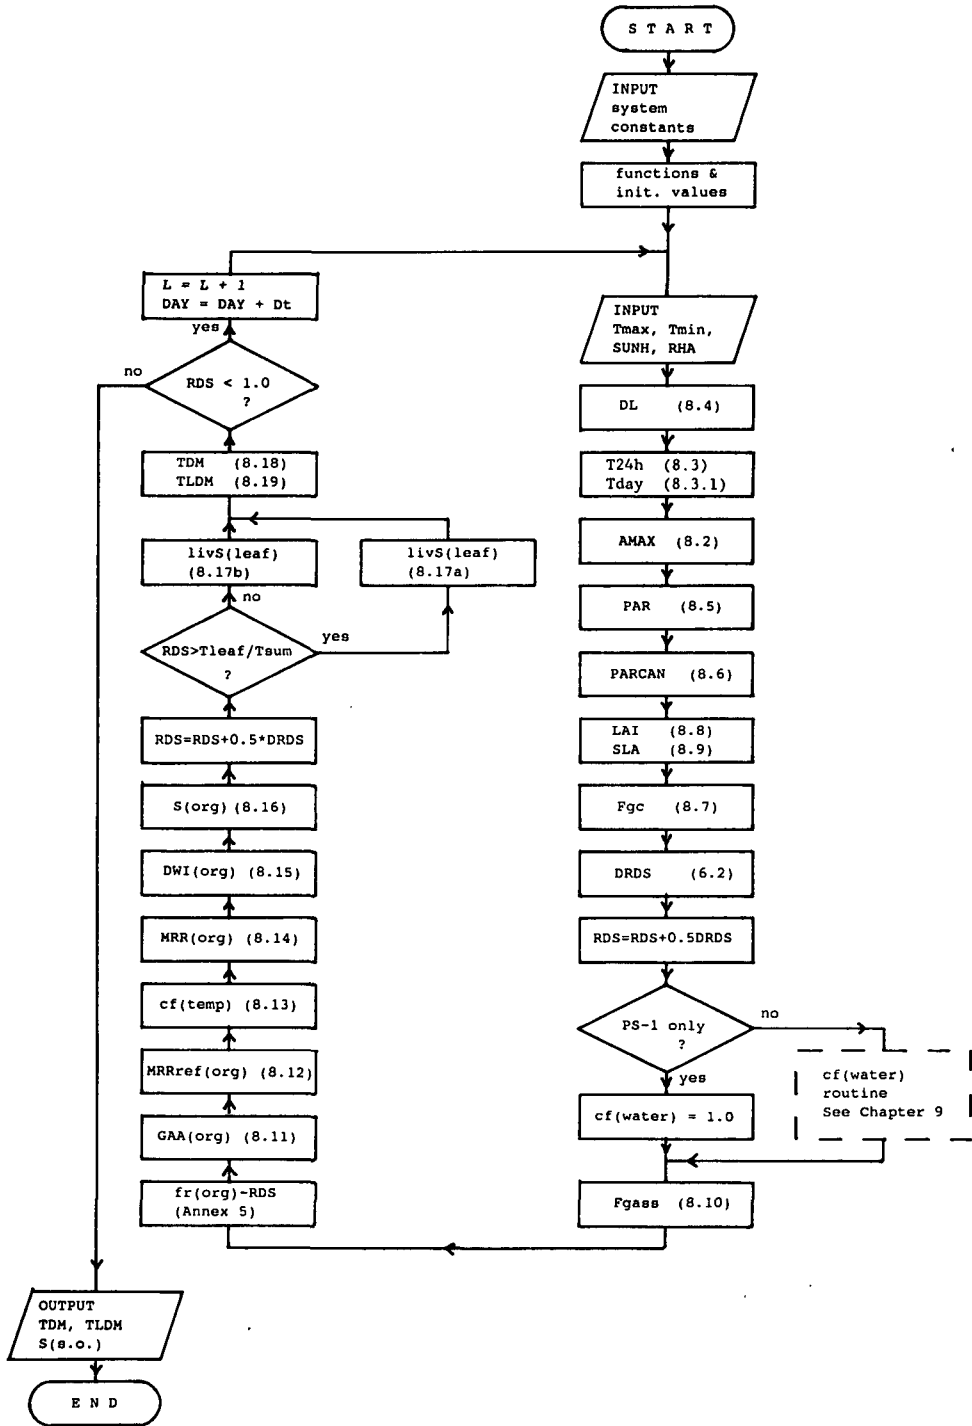 S T A R T
INPUT
system
constants
functions &
init. values
L = L + 1
DAY = DAY + Dt
yes
INPUT
Tmax, Tmin,
SUNH, RHA
no
RDS < 1.0
?
DL (8.4)
TDM (8.18)
TLDM (8.19)
T24h (8.3)
Tday (8.3.1)
livS(leaf)
(8.17b)
livS(leaf)
(8.17a)
AMAX (8.2)
no
PAR (8.5)
RDS>Tleaf/Tsum
?
yes
PARCAN (8.6)
RDS=RDS+0.5*DRDS
LAI (8.8)
SLA (8.9)
S(org) (8.16)
Fgc (8.7)
DWI(org) (8.15)
DRDS (6.2)
MRR(org) (8.14)
RDS=RDS+0.5DRDS
cf(temp) (8.13)
PS-1 only
?
no
yes
MRRref(org) (8.12)
cf(water)
routine
See Chapter 9
GAA(org) (8.11)
cf(water) = 1.0
fr(org)-RDS
(Annex 5)
Fgass (8.10)
OUTPUT
TDM, TLDM
S(s.o.)
E N D